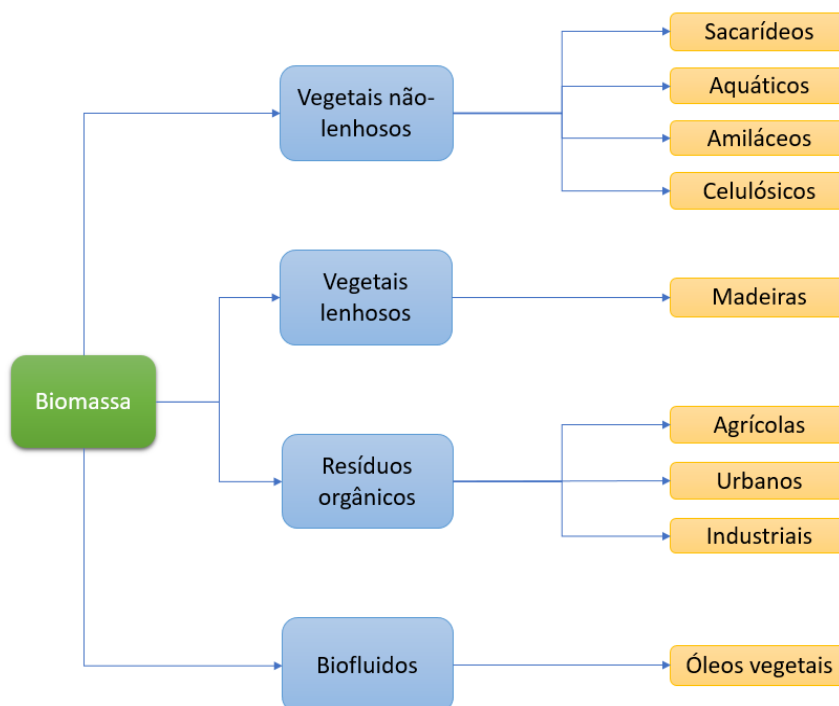 Biomassa
Vegetais não-
lenhosos
Sacarídeos
Aquáticos
Amiláceos
Celulósicos
Vegetais
lenhosos
Madeiras
Resíduos
orgânicos
Agrícolas
Urbanos
Industriais
Biofluidos
Óleos vegetais